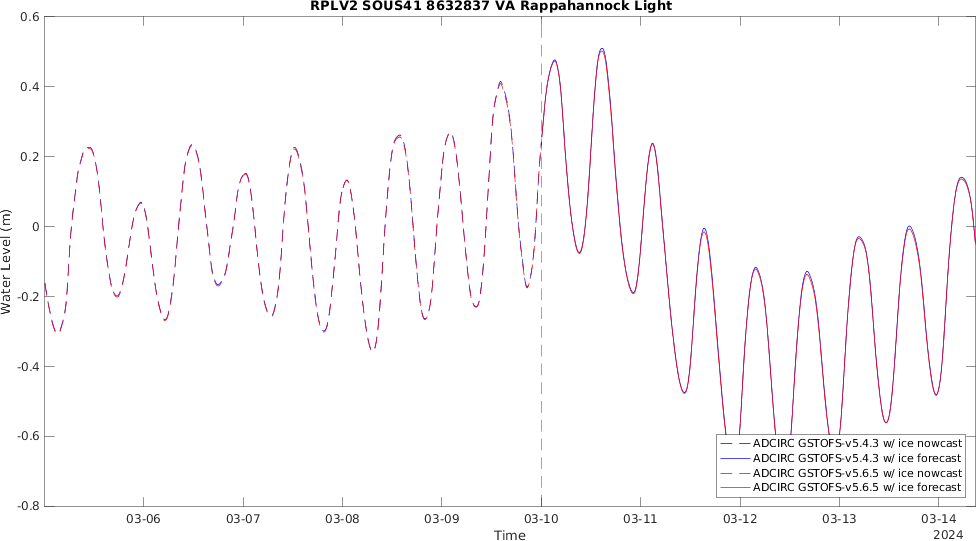 RPLV2 SOUS41 8632837 VA Rappahannock Light
0.6
0.4
0.2
0
-0.2
-0.4
-0.6
-0.8
Water Level (m)
ADCIRC GSTOFS-v5.4.3 w/ ice nowcast
ADCIRC GSTOFS-v5.4.3 w/ ice forecast
ADCIRC GSTOFS-v5.6.5 w/ ice nowcast
ADCIRC GSTOFS-v5.6.5 w/ ice forecast
03-06 03-07 03-08 03-09 03-10 03-11 03-12 03-13 03-14
Time
2024